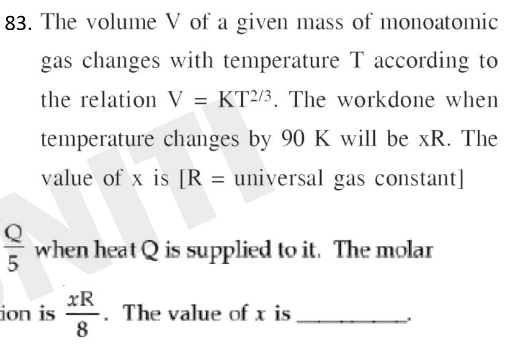 83. The volume V of a given mass of monoatomic
gas changes with temperature T according to
the relation V = KT^{2/3}. The workdone when
temperature changes by 90 K will be xR. The
value of x is [R = universal gas constant]
Q/5 when heat Q is supplied to it. The molar
ion is xR/8. The value of x is ________.